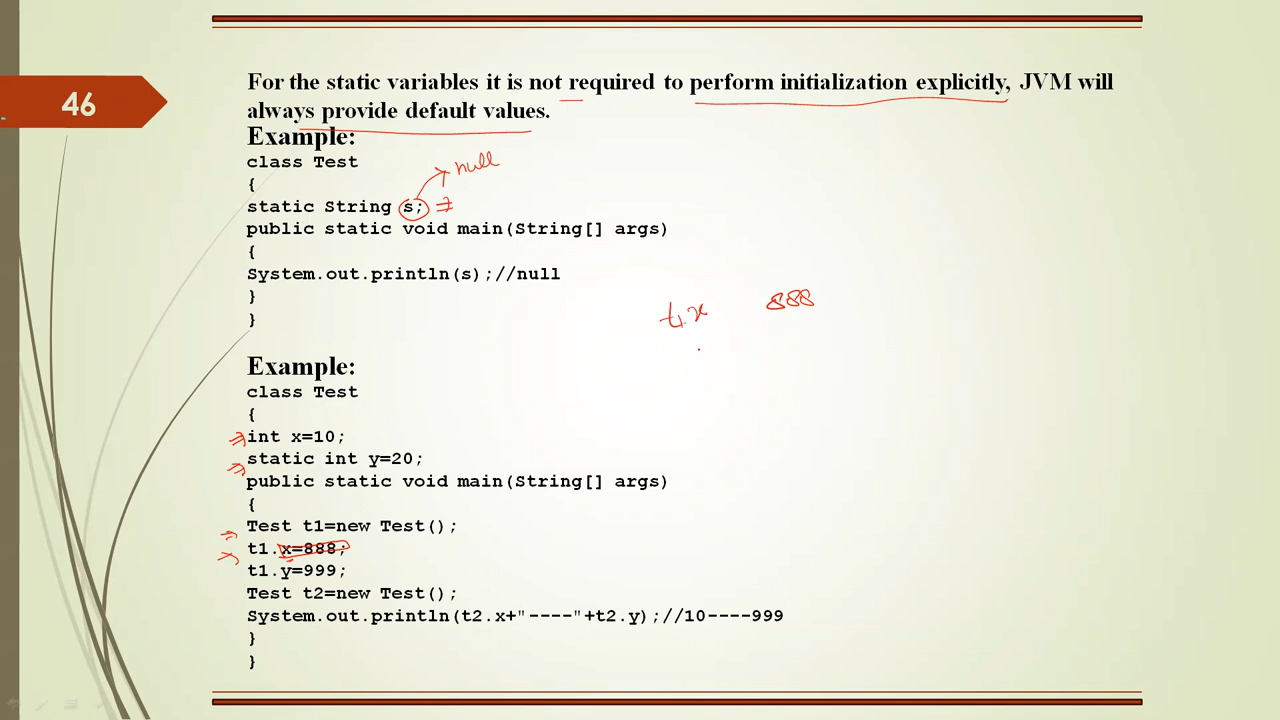 46
For the static variables it is not required to perform initialization explicitly, JVM will
always provide default values.
Example:
class Test
{
static String s;
null
public static void main(String[] args)
{
System.out.println(s);//null
}
}
t1.x 888
Example:
class Test
{
int x=10;
static int y=20;
public static void main(String[] args)
{
Test t1=new Test();
t1.x=888;
t1.y=999;
Test t2=new Test();
System.out.println(t2.x+"----"+t2.y);//10----999
}
}